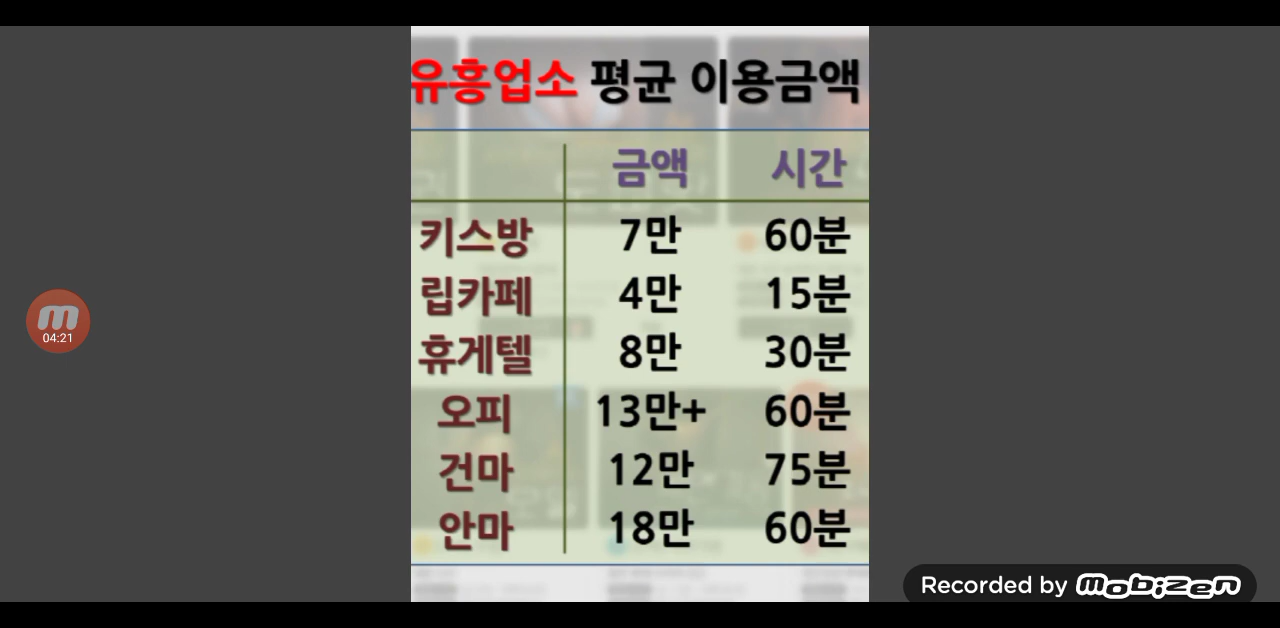 유흥업소 평균 이용금액
금액 시간
키스방 7만 60분
립카페 4만 15분
휴게텔 8만 30분
오피 13만+ 60분
건마 12만 75분
안마 18만 60분
04:21
Recorded by mobizen